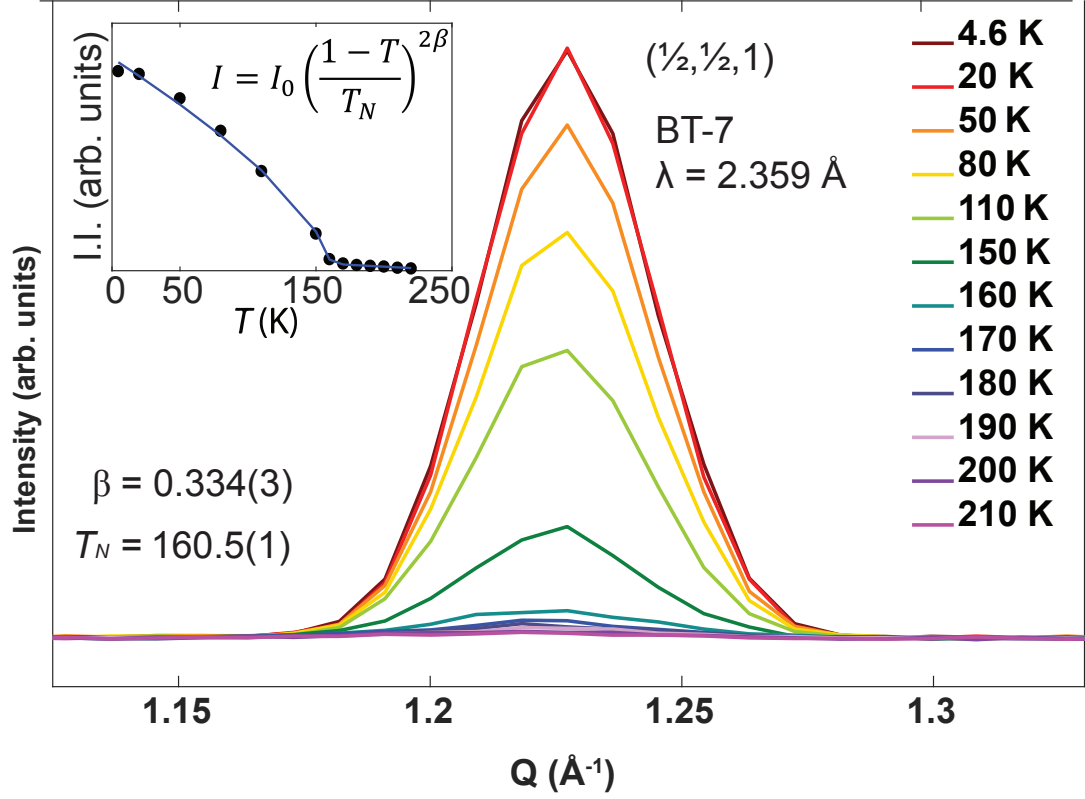 I.I. (arb. units)
I = I₀ ((1 − T)/T_N)^2β
0 50 150 250
T (K)
(½,½,1)
BT-7
λ = 2.359 Å
4.6 K
20 K
50 K
80 K
110 K
150 K
160 K
170 K
180 K
190 K
200 K
210 K
Intensity (arb. units)
β = 0.334(3)
T_N = 160.5(1)
1.15 1.2 1.25 1.3
Q (Å⁻¹)